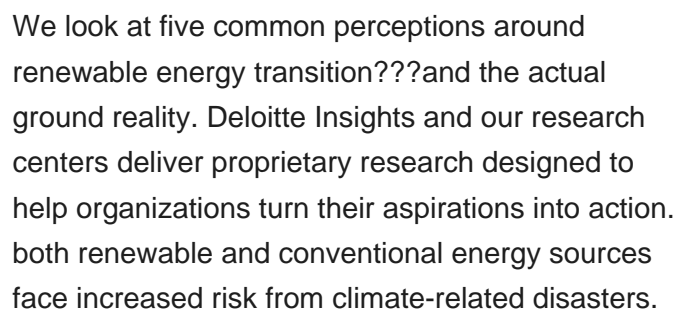 We look at five common perceptions around
renewable energy transition???and the actual
ground reality. Deloitte Insights and our research
centers deliver proprietary research designed to
help organizations turn their aspirations into action.
both renewable and conventional energy sources
face increased risk from climate-related disasters.